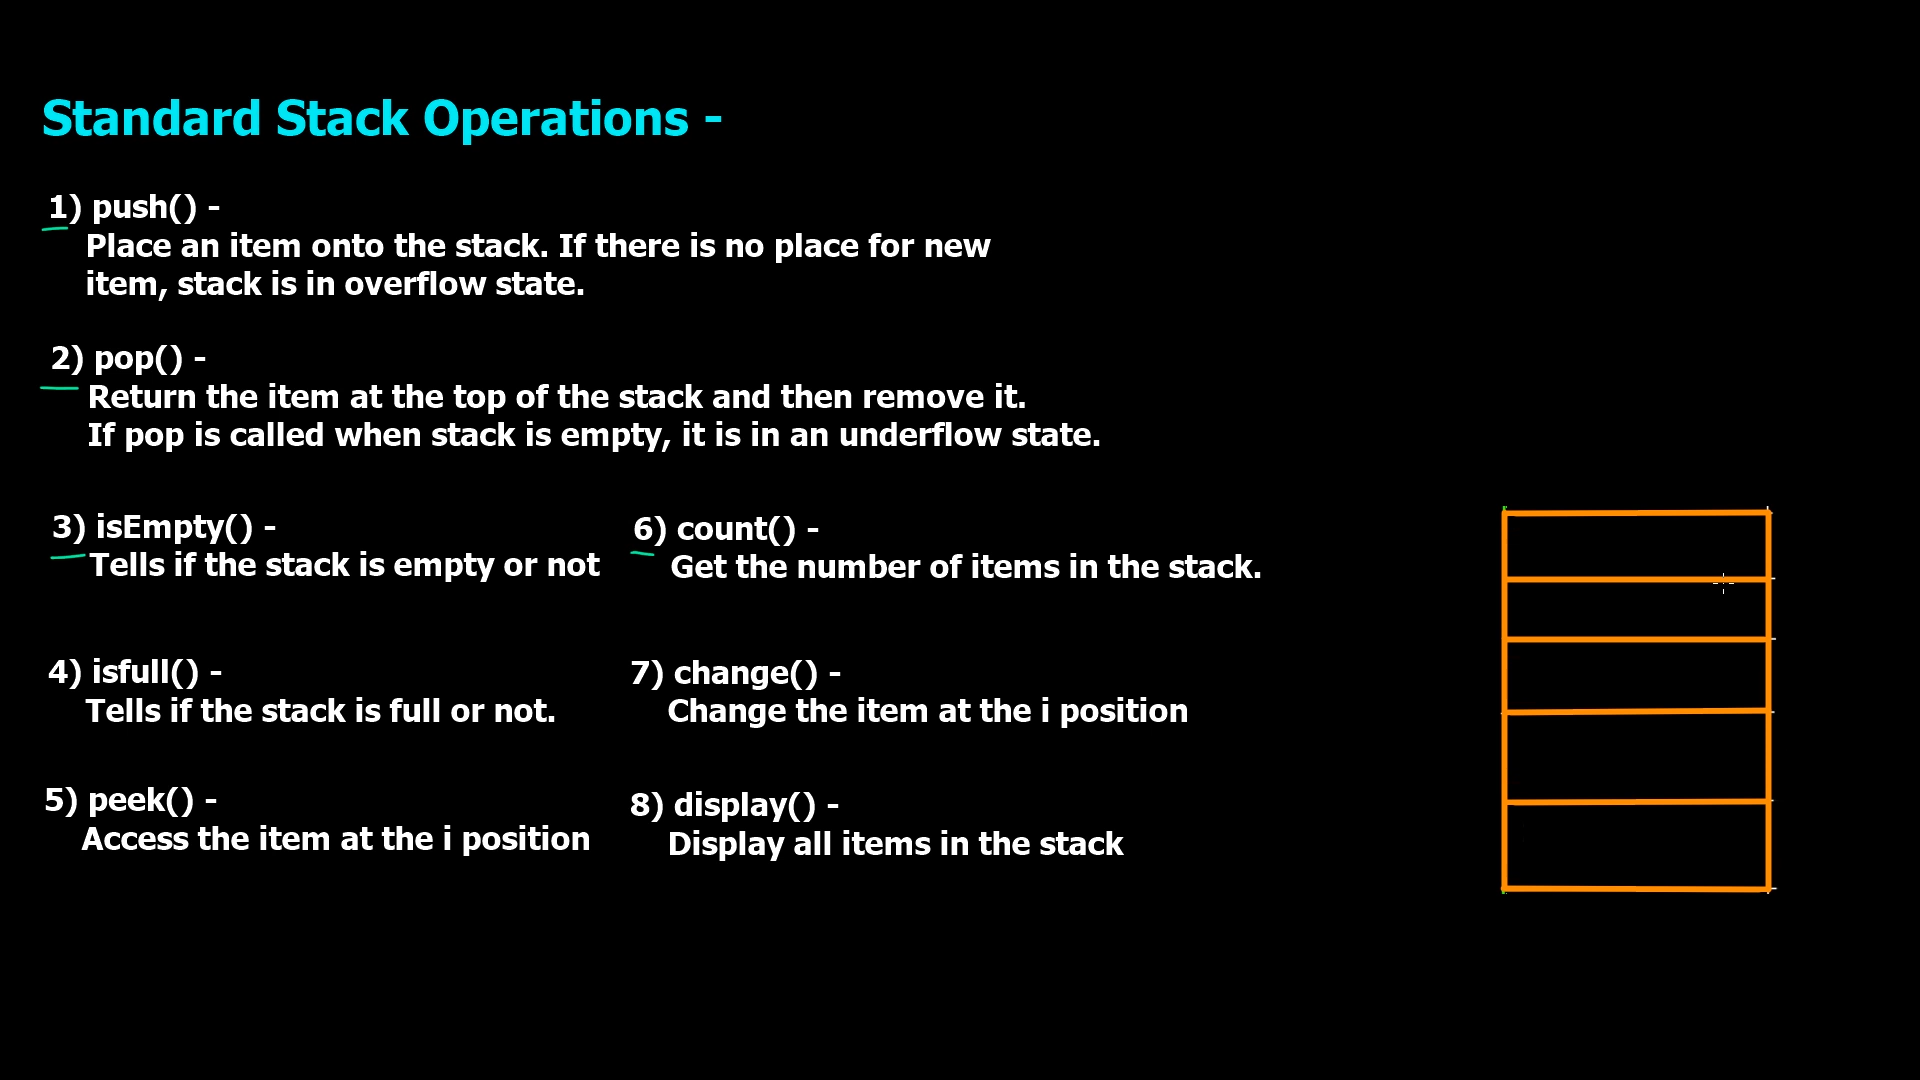 Standard Stack Operations -
1) push() -
Place an item onto the stack. If there is no place for new
item, stack is in overflow state.
2) pop() -
Return the item at the top of the stack and then remove it.
If pop is called when stack is empty, it is in an underflow state.
3) isEmpty() -
Tells if the stack is empty or not
4) isfull() -
Tells if the stack is full or not.
5) peek() -
Access the item at the i position
6) count() -
Get the number of items in the stack.
7) change() -
Change the item at the i position
8) display() -
Display all items in the stack